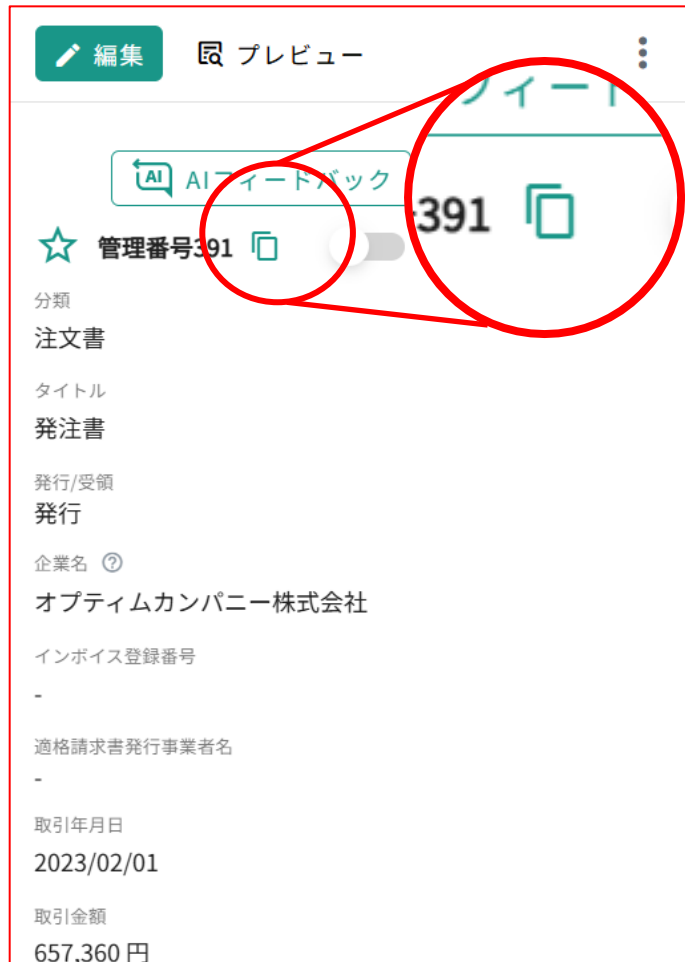 編集 プレビュー
AIフィードバック
フィード
管理番号391
-391
分類
注文書
タイトル
発注書
発行/受領
発行
企業名
オプティムカンパニー株式会社
インボイス登録番号
-
適格請求書発行事業者名
-
取引年月日
2023/02/01
取引金額
657,360 円